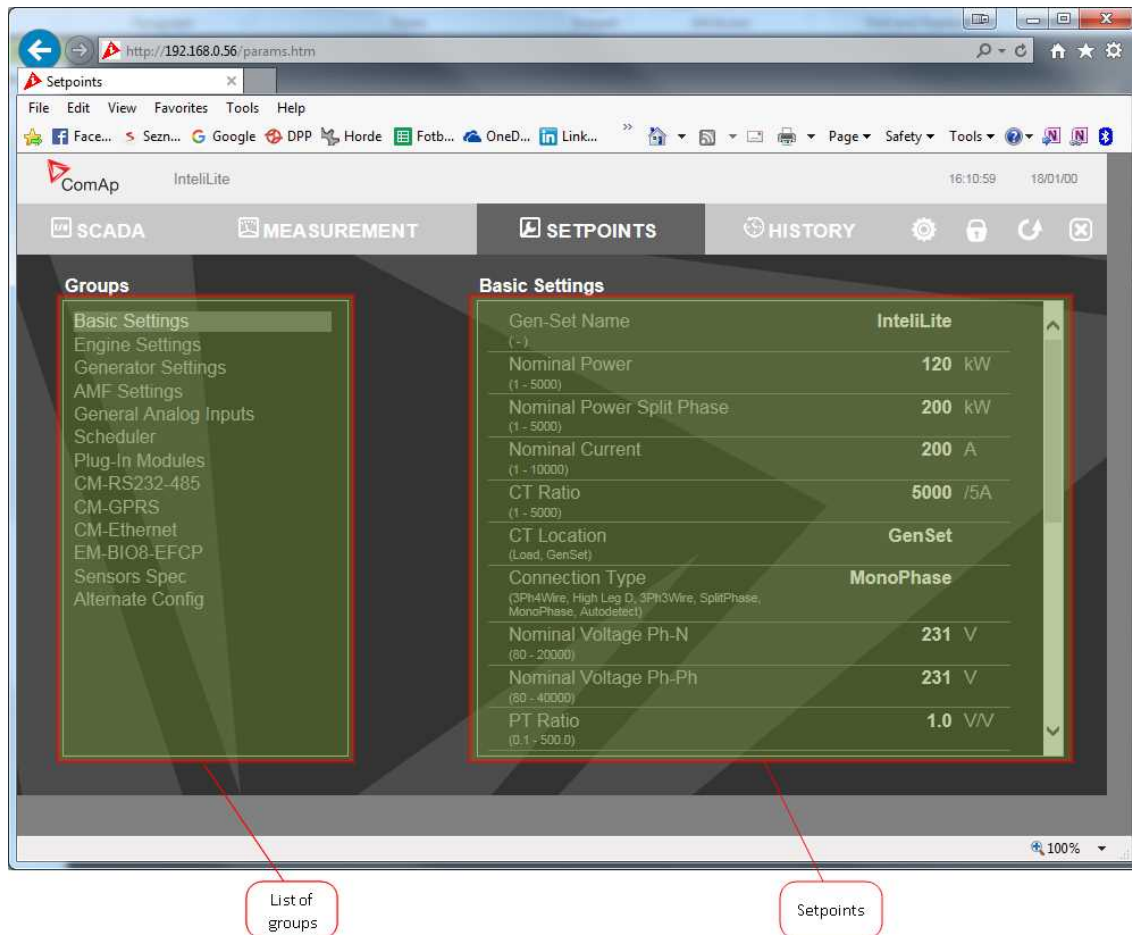 http://192.168.0.56/params.htm
Setpoints
File Edit View Favorites Tools Help
Face... Sezn... Google DPP Horde Fotb... OneD... Link... » Page Safety Tools
ComAp InteliLite 16:10:59 18/01/00
SCADA MEASUREMENT SETPOINTS HISTORY
Groups
Basic Settings
Engine Settings
Generator Settings
AMF Settings
General Analog Inputs
Scheduler
Plug-In Modules
CM-RS232-485
CM-GPRS
CM-Ethernet
EM-BIO8-EFCP
Sensors Spec
Alternate Config
Basic Settings
Gen-Set Name InteliLite
( - )
Nominal Power 120 kW
(1 - 5000)
Nominal Power Split Phase 200 kW
(1 - 5000)
Nominal Current 200 A
(1 - 10000)
CT Ratio 5000 /5A
(1 - 5000)
CT Location GenSet
(Load, GenSet)
Connection Type MonoPhase
(3Ph4Wire, High Leg D, 3Ph3Wire, SplitPhase,
MonoPhase, Autodetect)
Nominal Voltage Ph-N 231 V
(80 - 20000)
Nominal Voltage Ph-Ph 231 V
(80 - 40000)
PT Ratio 1.0 V/V
(0.1 - 500.0)
100%
List of
groups
Setpoints